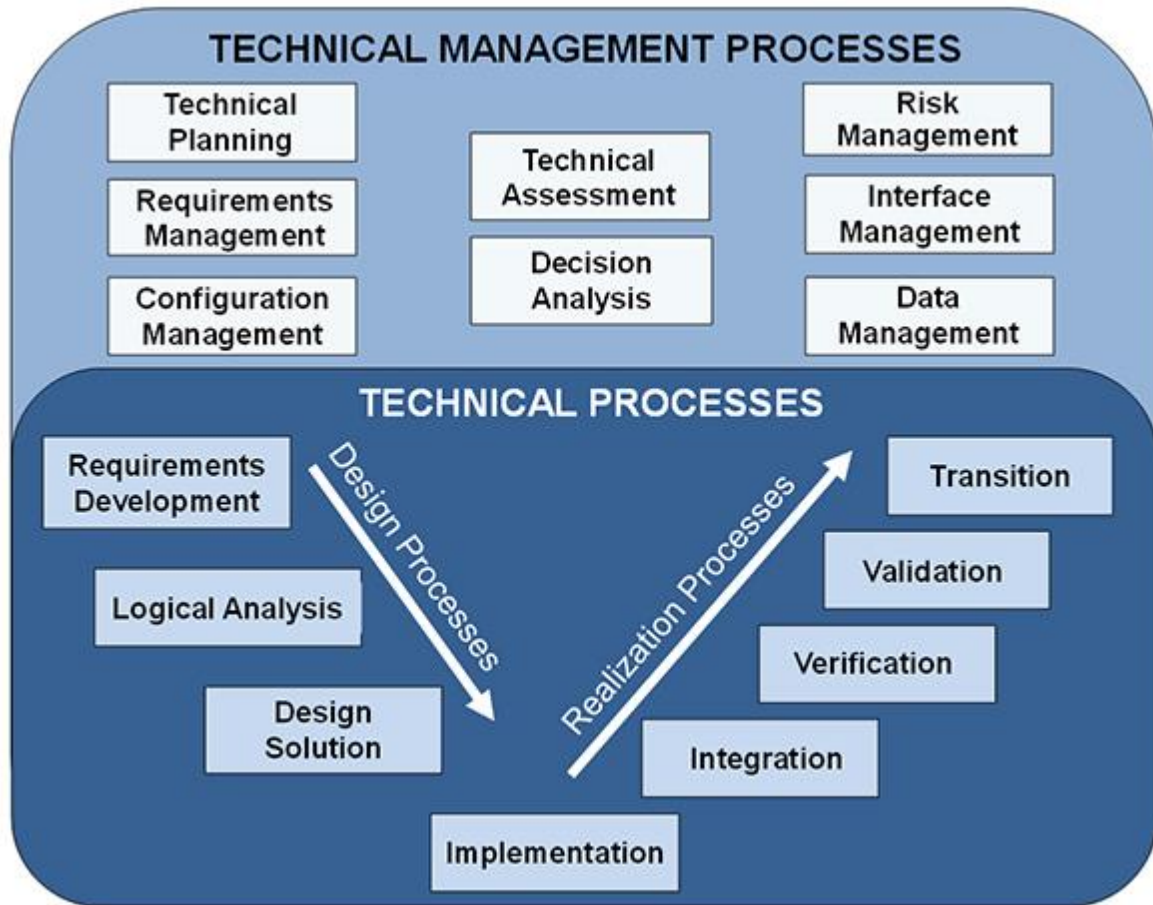 TECHNICAL MANAGEMENT PROCESSES
Technical
Planning
Requirements
Management
Configuration
Management
Technical
Assessment
Decision
Analysis
Risk
Management
Interface
Management
Data
Management
TECHNICAL PROCESSES
Requirements
Development
Logical Analysis
Design
Solution
Design Processes
Implementation
Realization Processes
Integration
Verification
Validation
Transition